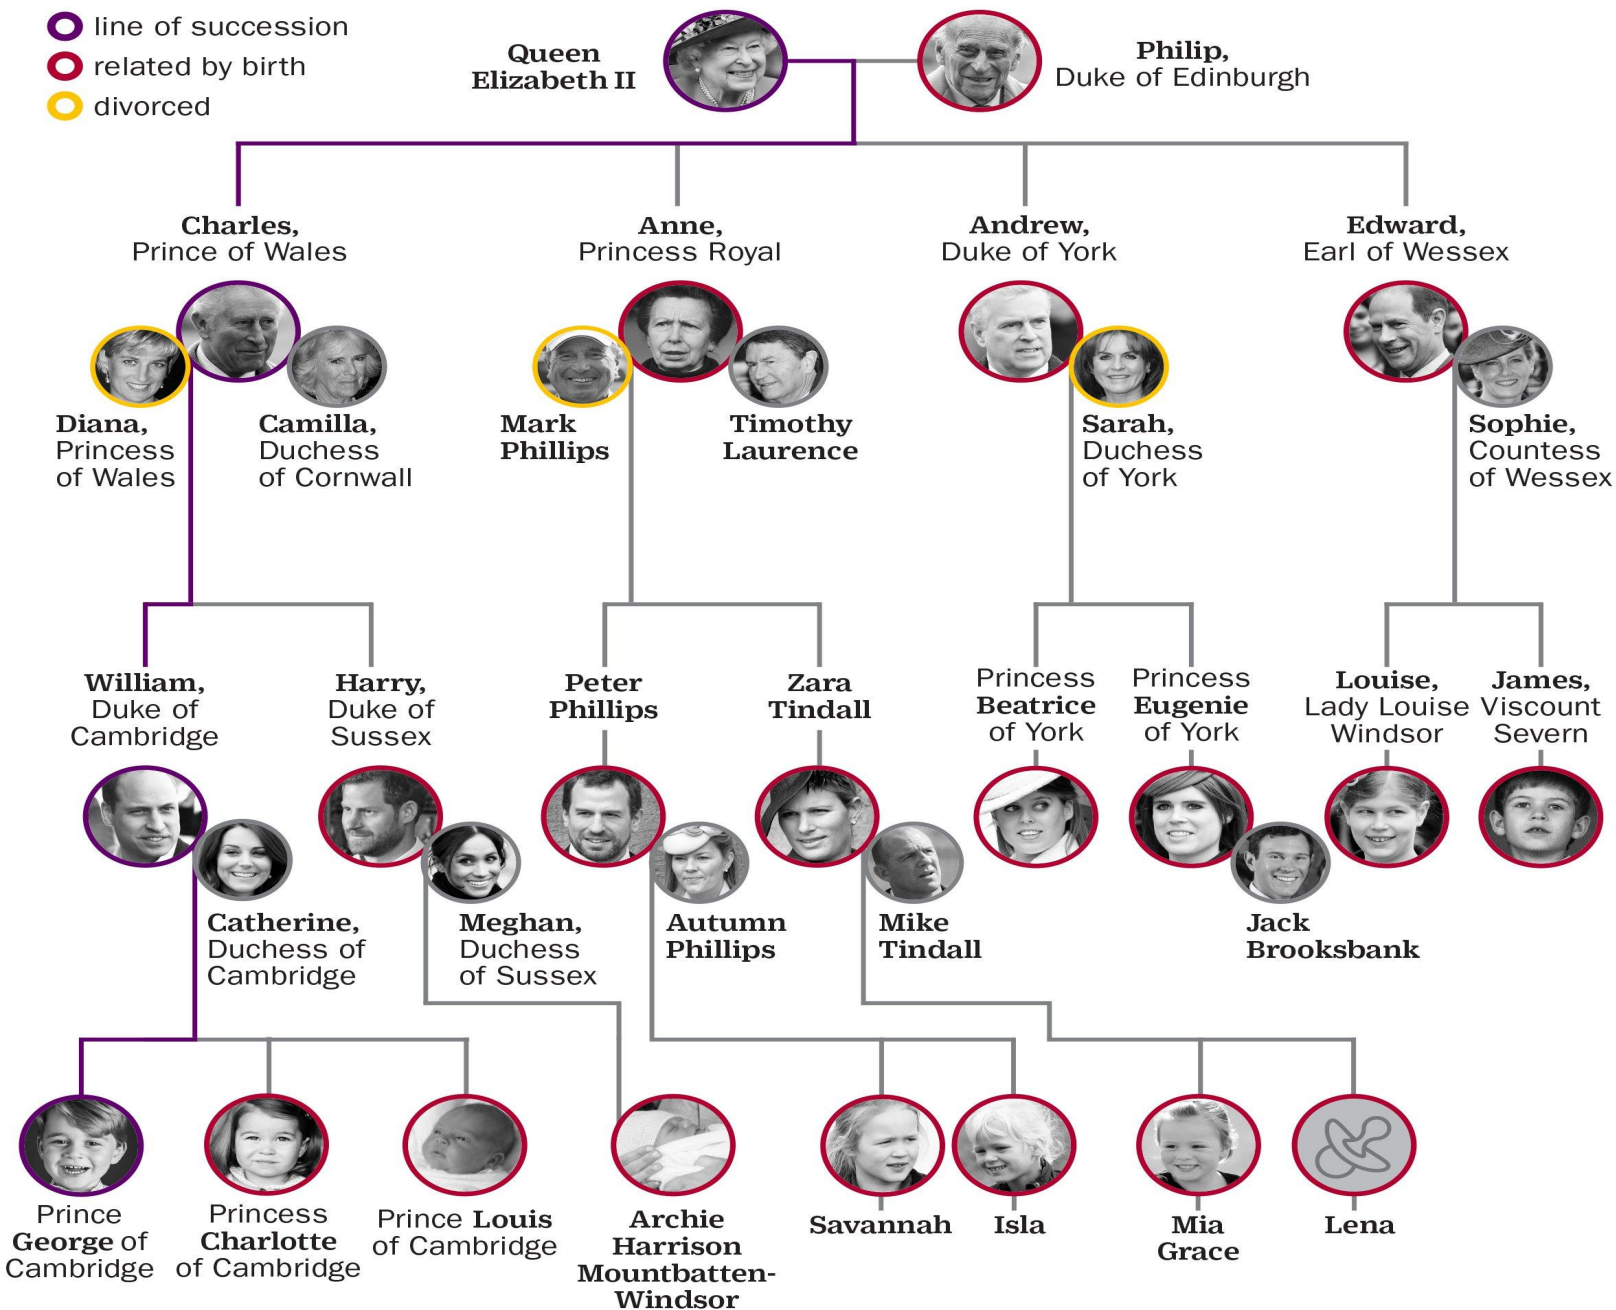 line of succession
related by birth
divorced
Queen
Elizabeth II
Philip,
Duke of Edinburgh
Charles,
Prince of Wales
Anne,
Princess Royal
Andrew,
Duke of York
Edward,
Earl of Wessex
Diana,
Princess
of Wales
Camilla,
Duchess
of Cornwall
Mark
Phillips
Timothy
Laurence
Sarah,
Duchess
of York
Sophie,
Countess
of Wessex
William,
Duke of
Cambridge
Harry,
Duke of
Sussex
Peter
Phillips
Zara
Tindall
Princess
Beatrice
of York
Princess
Eugenie
of York
Louise,
Lady Louise
Windsor
James,
Viscount
Severn
Catherine,
Duchess of
Cambridge
Meghan,
Duchess
of Sussex
Autumn
Phillips
Mike
Tindall
Jack
Brooksbank
Prince
George of
Cambridge
Princess
Charlotte
of Cambridge
Prince Louis
of Cambridge
Archie
Harrison
Mountbatten-
Windsor
Savannah
Isla
Mia
Grace
Lena